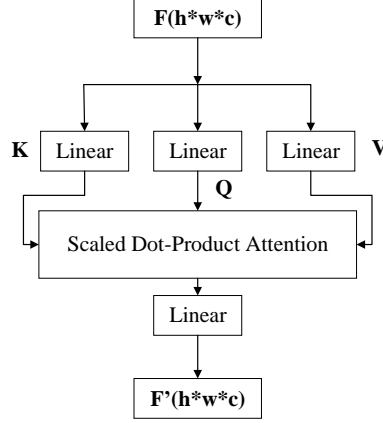 F(h*w*c)
K
Linear
Linear
Linear
V
Q
Scaled Dot-Product Attention
Linear
F’(h*w*c)